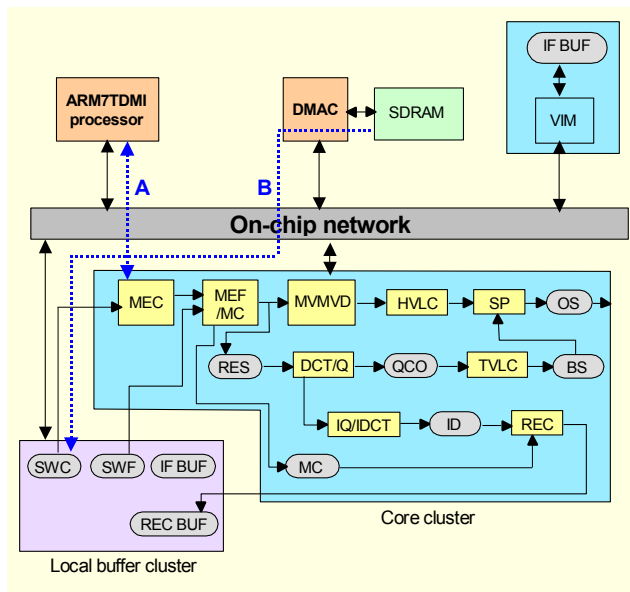 IF BUF
ARM7TDMI
processor
DMAC
SDRAM
VIM
A
B
On-chip network
MEC
MEF
/MC
MVMVD
HVLC
SP
OS
RES
DCT/Q
QCO
TVLC
BS
IQ/IDCT
ID
REC
SWC
SWF
IF BUF
MC
REC BUF
Core cluster
Local buffer cluster